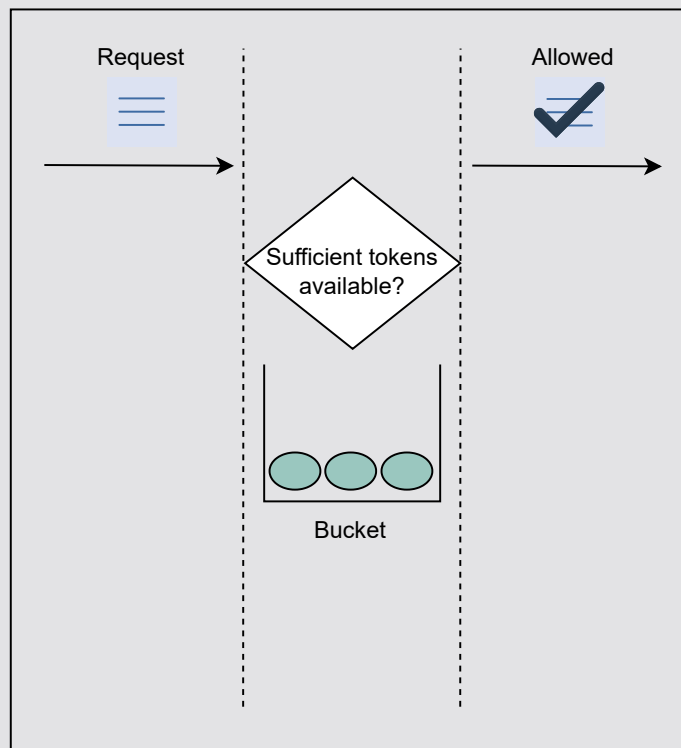 Request
Allowed
Sufficient tokens
available?
Bucket